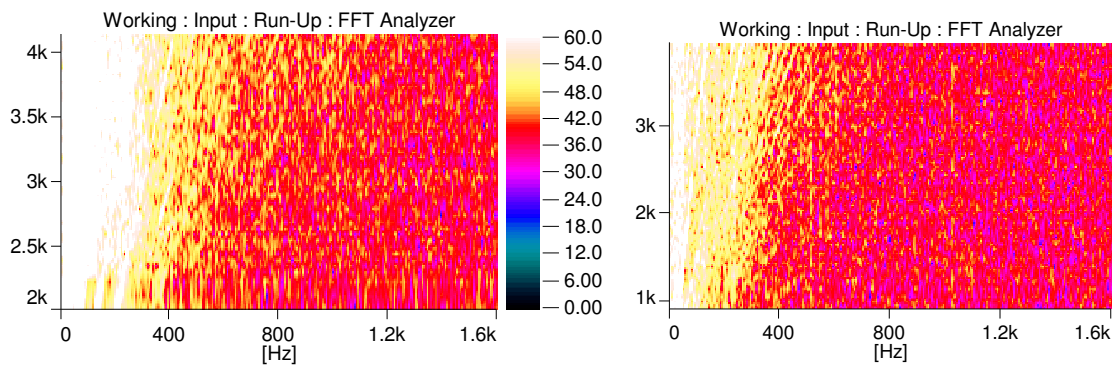 Working : Input : Run-Up : FFT Analyzer
4k
3.5k
3k
2.5k
2k
0
400
800
1.2k
1.6k
[Hz]
60.0
54.0
48.0
42.0
36.0
30.0
24.0
18.0
12.0
6.00
0.00
Working : Input : Run-Up : FFT Analyzer
3k
2k
1k
0
400
800
1.2k
1.6k
[Hz]